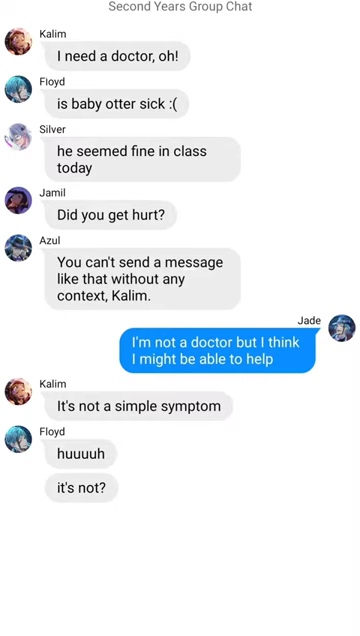 Second Years Group Chat
Kalim
I need a doctor, oh!
Floyd
is baby otter sick :(
Silver
he seemed fine in class
today
Jamil
Did you get hurt?
Azul
You can't send a message
like that without any
context, Kalim.
Jade
I'm not a doctor but I think
I might be able to help
Kalim
It's not a simple symptom
Floyd
huuuuh
it's not?